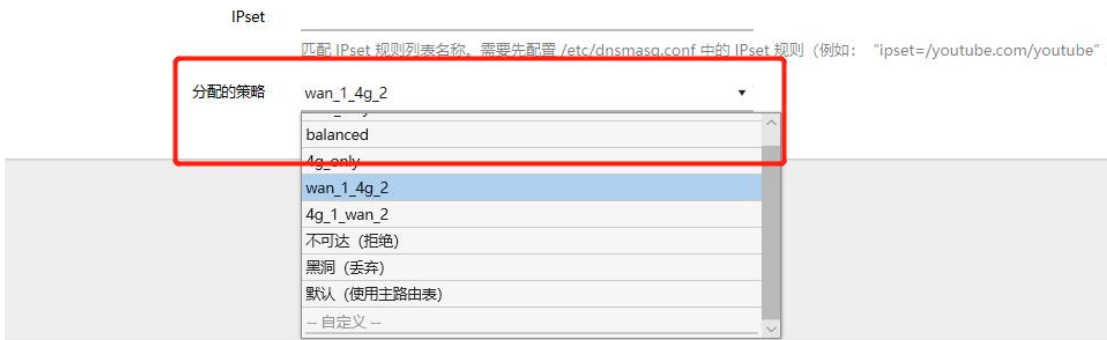 IPset
匹配 IPset 规则列表名称。需要先配置 /etc/dnsmasq.conf 中的 IPset 规则（例如： “ipset=/youtube.com/youtube”
分配的策略 wan_1_4g_2
balanced
4g_only
wan_1_4g_2
4g_1_wan_2
不可达（拒绝）
黑洞（丢弃）
默认（使用主路由表）
-- 自定义 --